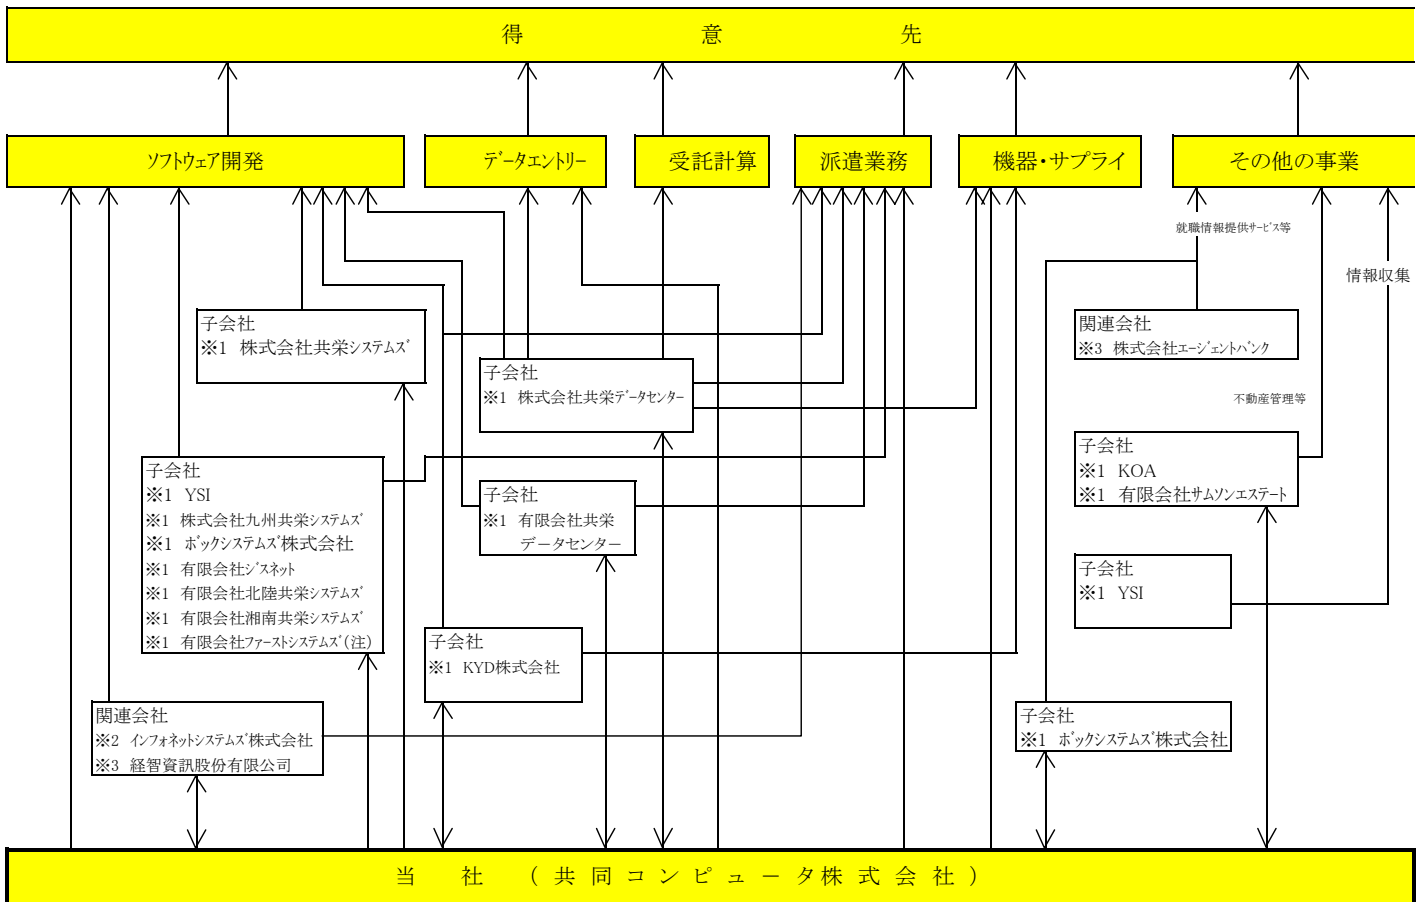 得意先
ソフトウェア開発
データエントリー
受託計算
派遣業務
機器・サプライ
その他の事業
就職情報提供サービス等
情報収集
子会社
※1 株式会社共栄システムズ
関連会社
※3 株式会社エージェントバンク
子会社
※1 株式会社共栄データセンター
不動産管理等
子会社
※1 KOA
※1 有限会社サムソンエステート
子会社
※1 YSI
※1 株式会社九州共栄システムズ
※1 ボックシステムズ株式会社
※1 有限会社ジスネット
※1 有限会社北陸共栄システムズ
※1 有限会社湘南共栄システムズ
※1 有限会社ファーストシステムズ(注)
子会社
※1 有限会社共栄
データセンター
子会社
※1 YSI
子会社
※1 KYD株式会社
関連会社
※2 インフォネットシステムズ株式会社
※3 経智資訊股份有限公司
子会社
※1 ボックシステムズ株式会社
当社(共同コンピュータ株式会社)